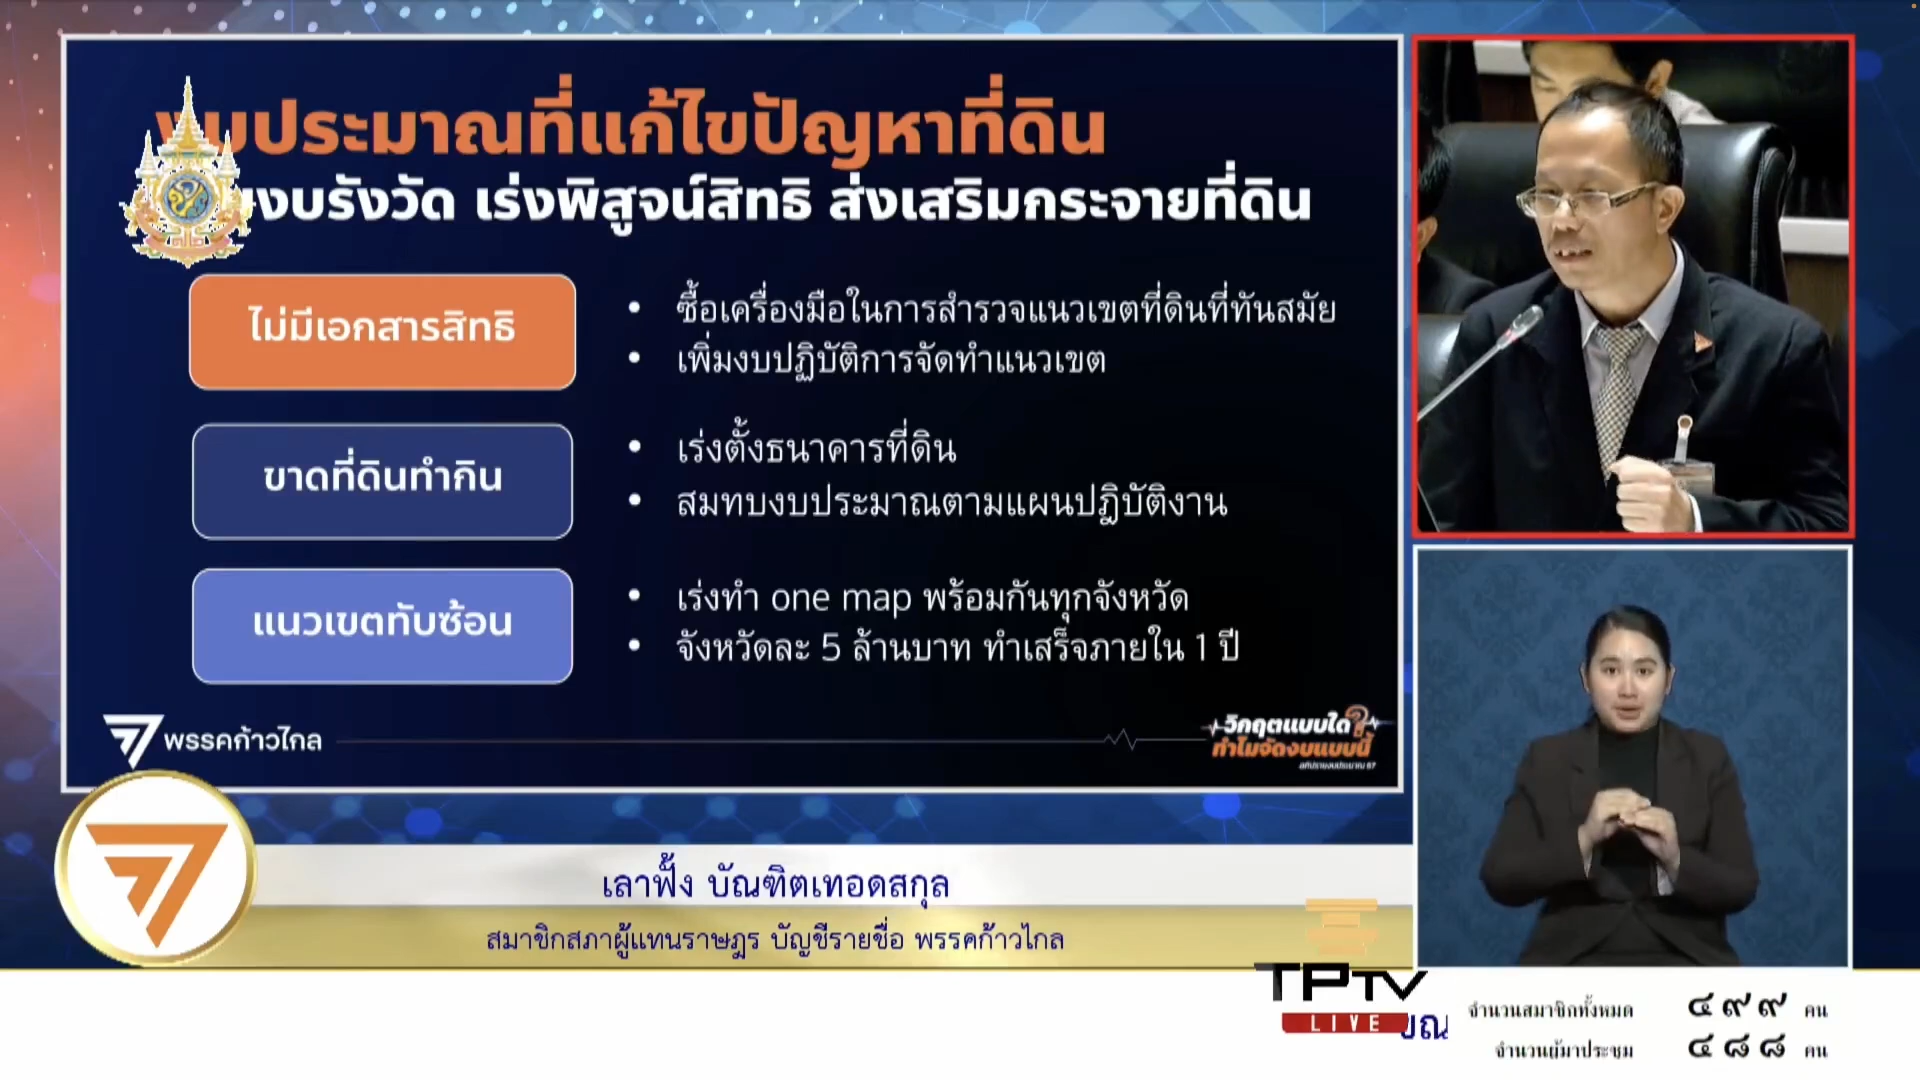 งบประมาณที่แก้ไขปัญหาที่ดิน
งบรังวัด เร่งพิสูจน์สิทธิ ส่งเสริมกระจายที่ดิน
ไม่มีเอกสารสิทธิ
• ซื้อเครื่องมือในการสำรวจแนวเขตที่ดินที่ทันสมัย
• เพิ่มงบปฏิบัติการจัดทำแนวเขต
ขาดที่ดินทำกิน
• เร่งตั้งธนาคารที่ดิน
• สมทบงบประมาณตามแผนปฎิบัติงาน
แนวเขตทับซ้อน
• เร่งทำ one map พร้อมกันทุกจังหวัด
• จังหวัดละ 5 ล้านบาท ทำเสร็จภายใน 1 ปี
พรรคก้าวไกล
วิกฤตแบบใด?
ทำไมจัดงบแบบนี้
อภิปรายงบประมาณ 67
เลาฟั้ง บัณฑิตเทอดสกุล
สมาชิกสภาผู้แทนราษฎร บัญชีรายชื่อ พรรคก้าวไกล
TPTV
LIVE
จำนวนสมาชิกทั้งหมด ๔๙๙ คน
จำนวนผู้มาประชุม ๔๘๘ คน